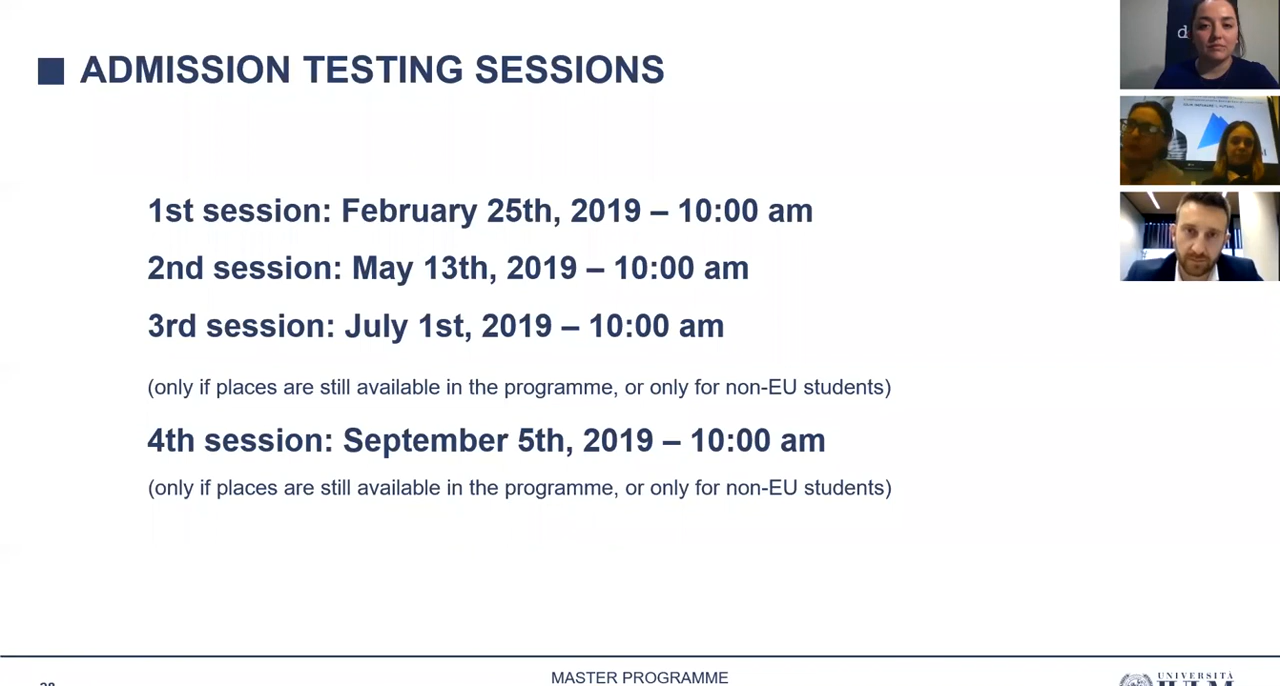 ADMISSION TESTING SESSIONS
1st session: February 25th, 2019 – 10:00 am
2nd session: May 13th, 2019 – 10:00 am
3rd session: July 1st, 2019 – 10:00 am
(only if places are still available in the programme, or only for non-EU students)
4th session: September 5th, 2019 – 10:00 am
(only if places are still available in the programme, or only for non-EU students)
MASTER PROGRAMME
UNIVERSITÀ
d